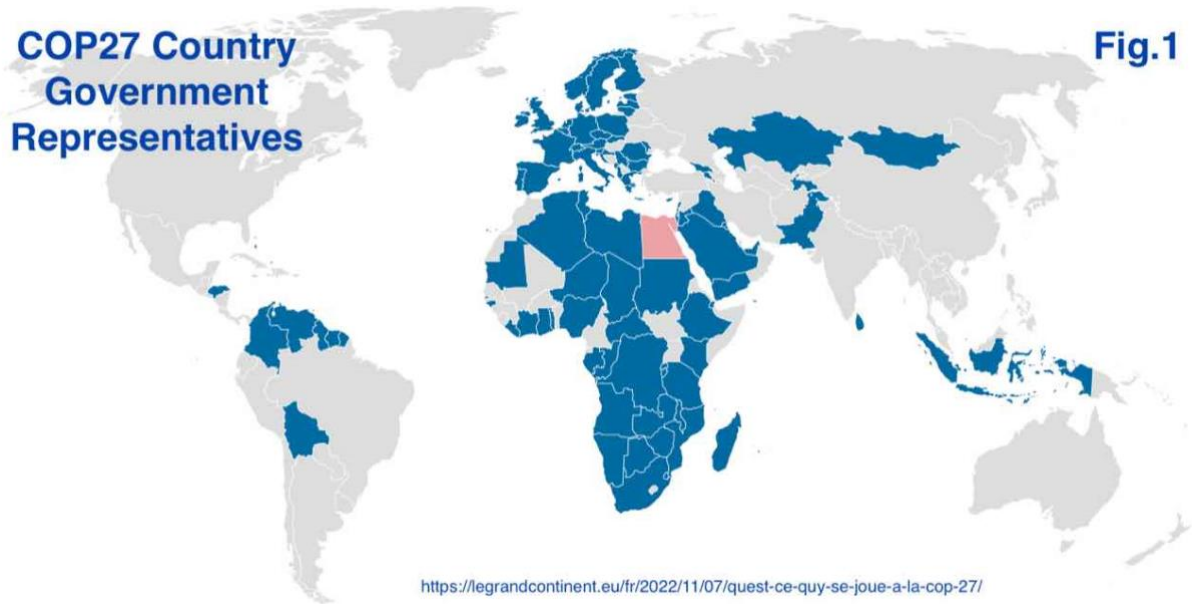 COP27 Country
Government
Representatives
Fig.1
https://legrandcontinent.eu/fr/2022/11/07/quest-ce-quy-se-joue-a-la-cop-27/